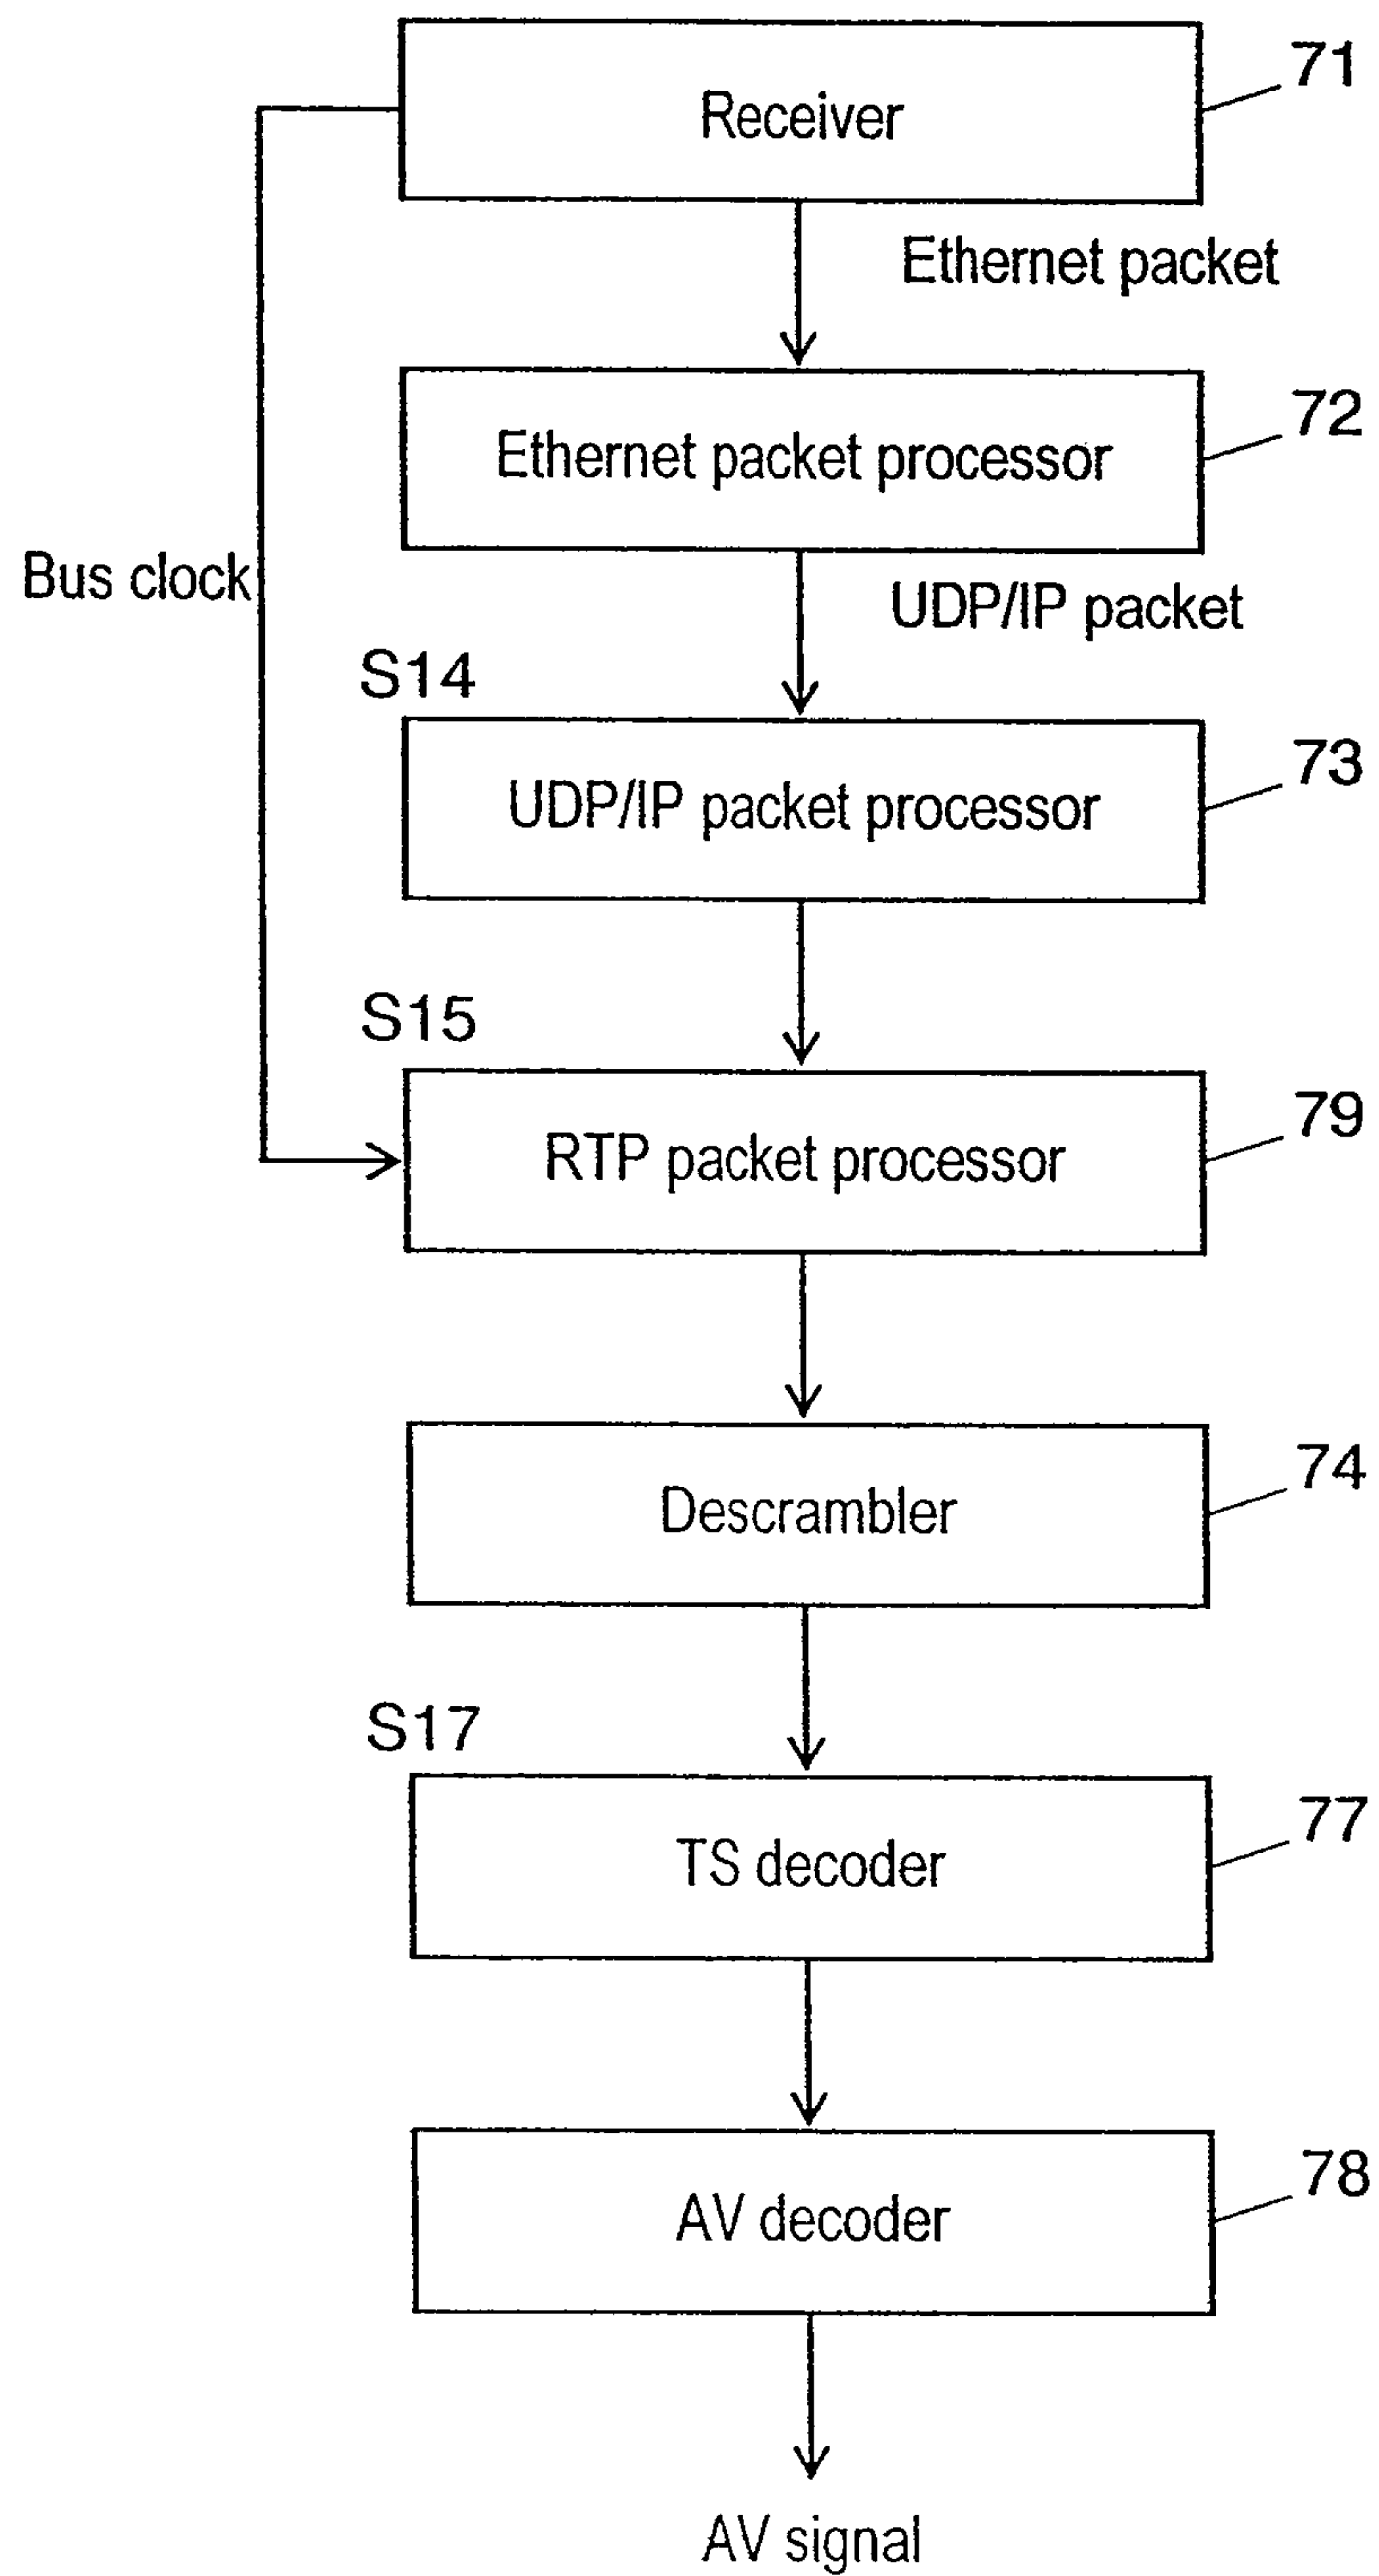 71
Receiver
Ethernet packet
72
Ethernet packet processor
Bus clock
UDP/IP packet
S14
73
UDP/IP packet processor
S15
79
RTP packet processor
74
Descrambler
S17
77
TS decoder
78
AV decoder
AV signal